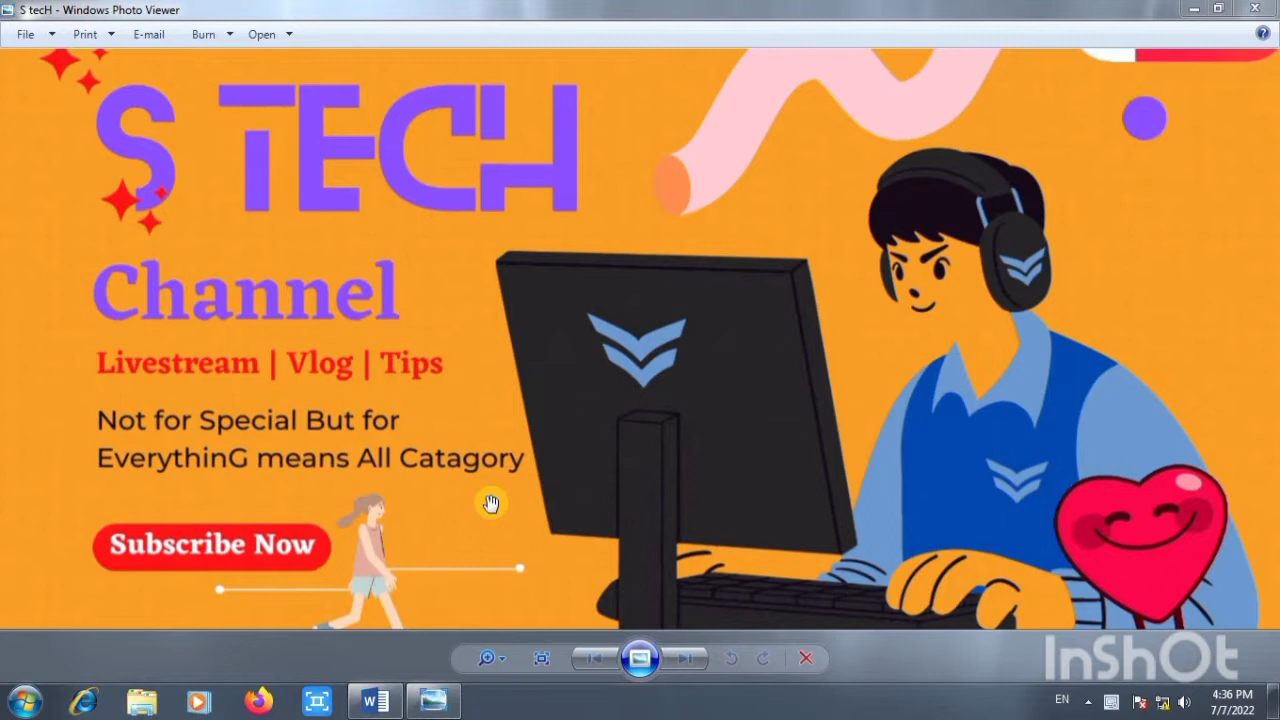 S tecH - Windows Photo Viewer
File Print E-mail Burn Open
S TECH
Channel
Livestream | Vlog | Tips
Not for Special But for
EverythinG means All Catagory
Subscribe Now
InShOt
EN 4:36 PM
7/7/2022